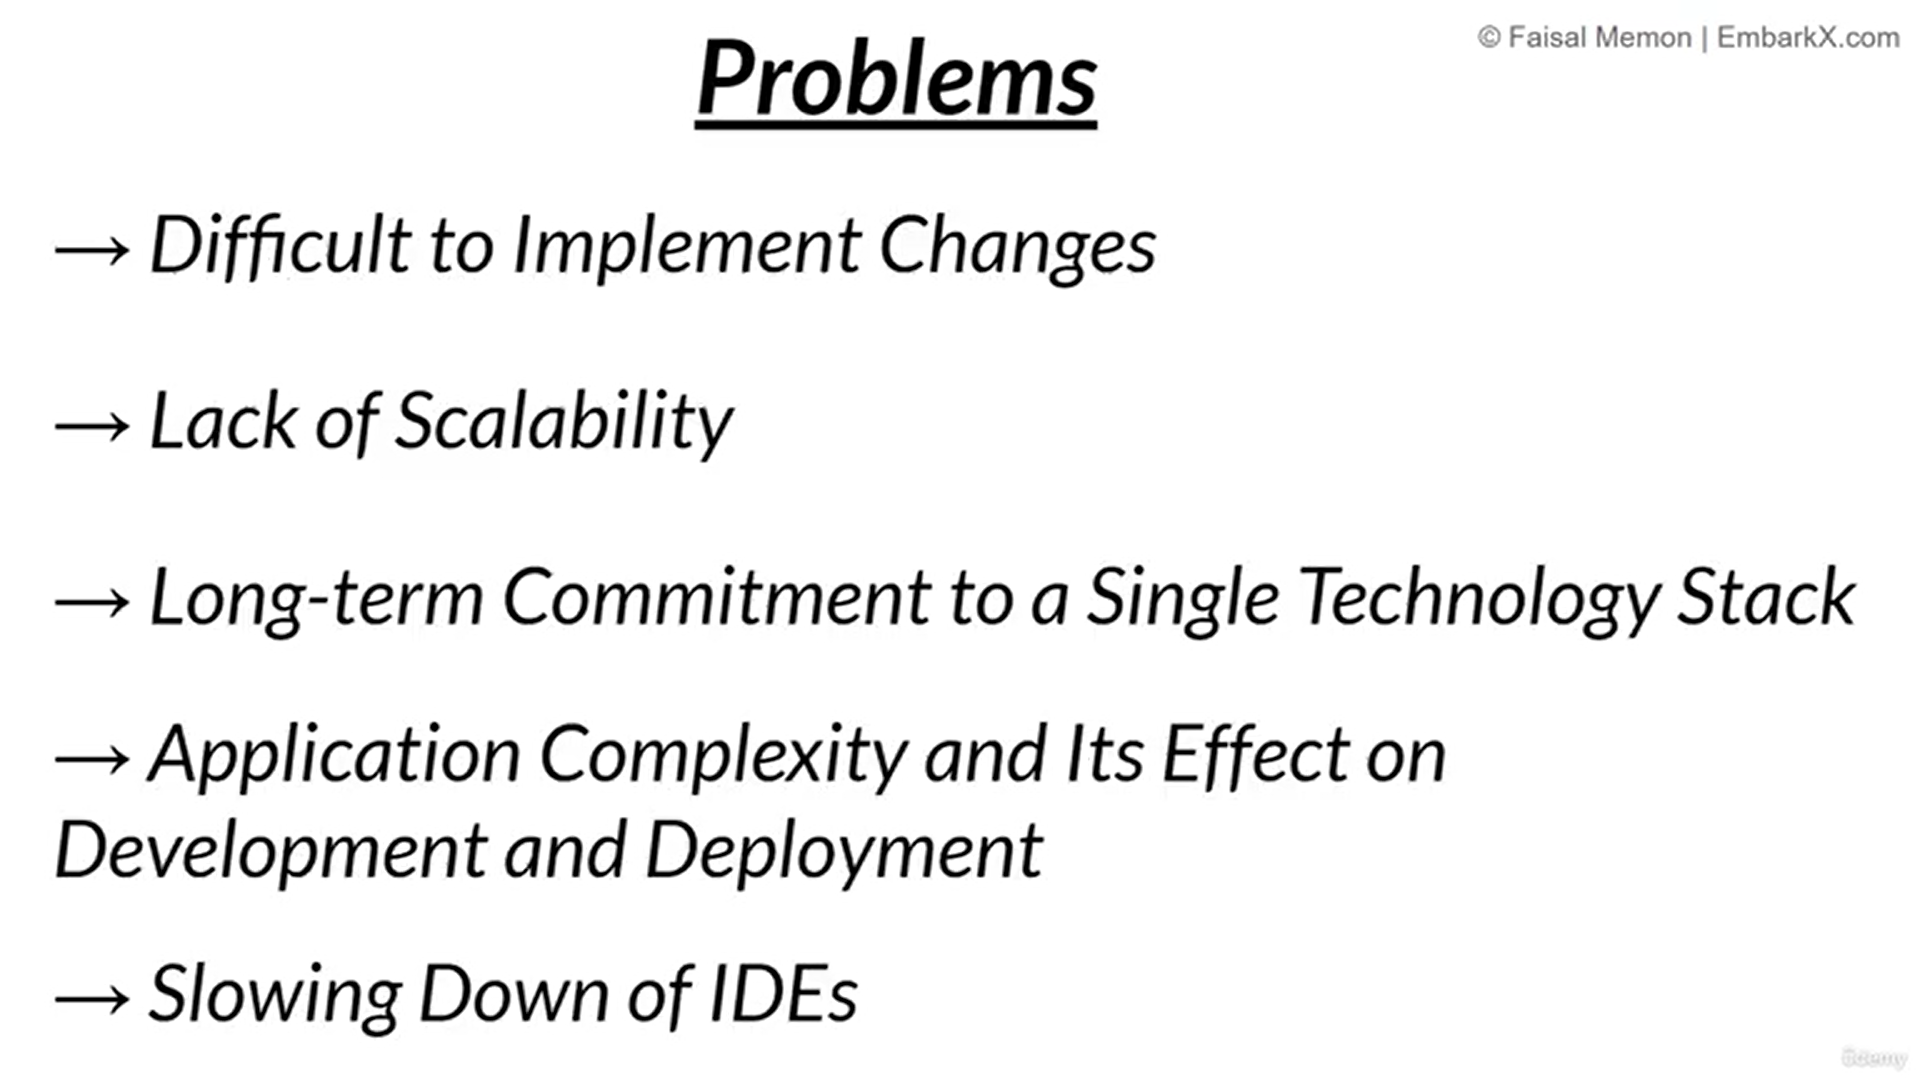 © Faisal Memon | EmbarkX.com
Problems
→ Difficult to Implement Changes
→ Lack of Scalability
→ Long-term Commitment to a Single Technology Stack
→ Application Complexity and Its Effect on
Development and Deployment
→ Slowing Down of IDEs
ûdemy